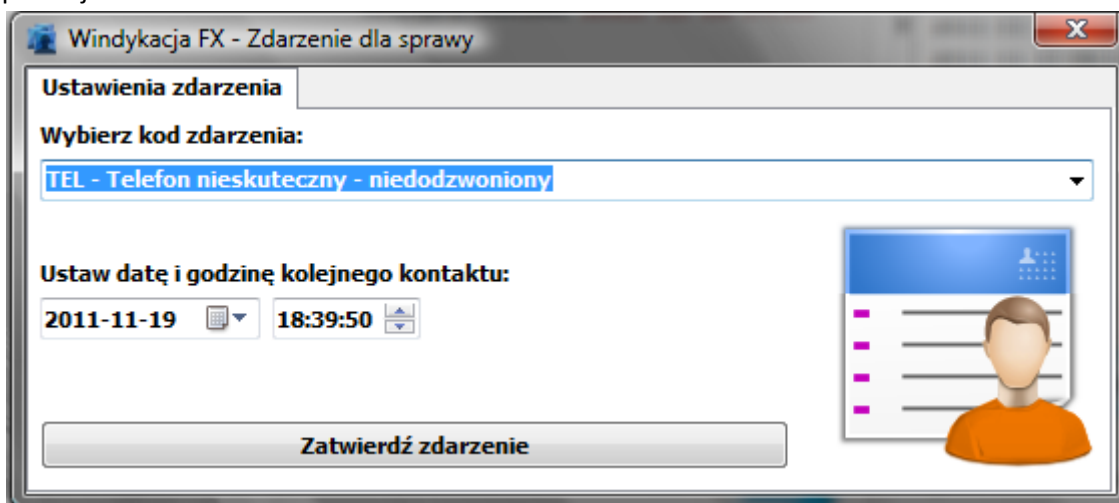 Windykacja FX - Zdarzenie dla sprawy
Ustawienia zdarzenia
Wybierz kod zdarzenia:
TEL - Telefon nieskuteczny - niedodzwoniony
Ustaw datę i godzinę kolejnego kontaktu:
2011-11-19 18:39:50
Zatwierdź zdarzenie